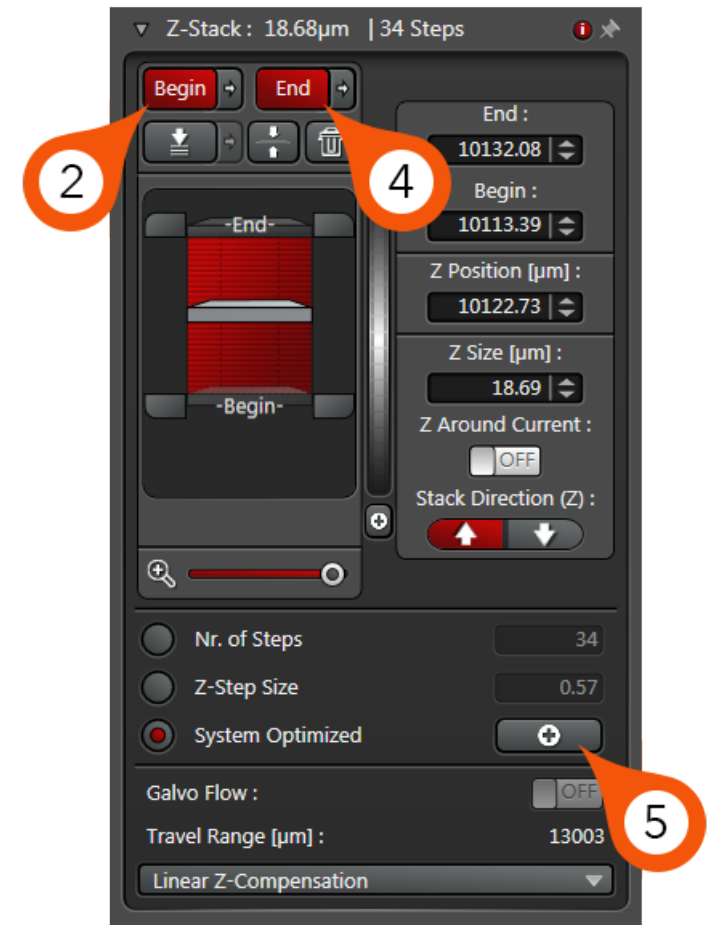 Z-Stack : 18.68µm | 34 Steps
Begin
End
2
4
End :
10132.08
Begin :
10113.39
-End-
-Begin-
Z Position [µm] :
10122.73
Z Size [µm] :
18.69
Z Around Current :
OFF
Stack Direction (Z) :
Nr. of Steps 34
Z-Step Size 0.57
System Optimized
5
Galvo Flow : OFF
Travel Range [µm] : 13003
Linear Z-Compensation